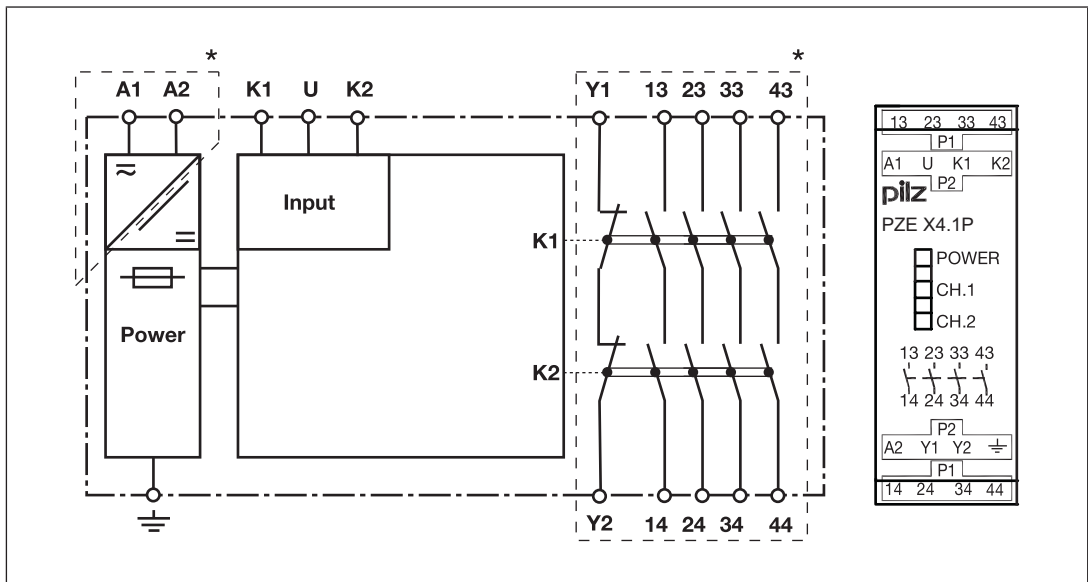 * *
A1 A2 K1 U K2 Y1 13 23 33 43
Input
K1
Power
K2
Y2 14 24 34 44
13 23 33 43
P1
A1 U K1 K2
P2
pilz
PZE X4.1P
POWER
CH.1
CH.2
13 23 33 43
14 24 34 44
P2
A2 Y1 Y2
P1
14 24 34 44